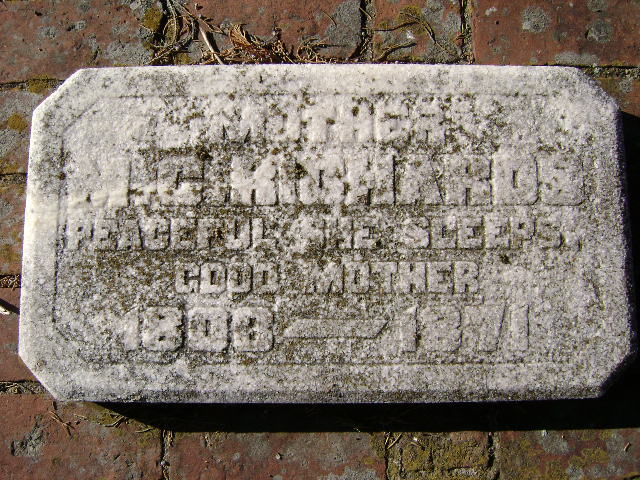 MOTHER
RICHARDS
PEACEFUL SHE SLEEPS.
GOOD MOTHER
1808 — 1871